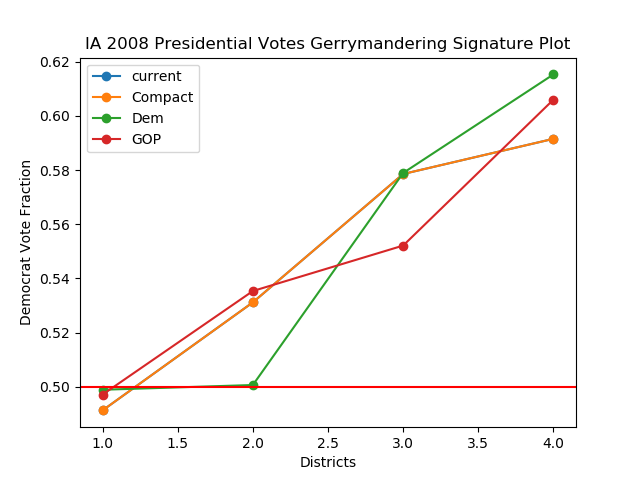 IA 2008 Presidential Votes Gerrymandering Signature Plot
current
Compact
Dem
GOP
0.62
0.60
0.58
0.56
0.54
0.52
0.50
Democrat Vote Fraction
1.0 1.5 2.0 2.5 3.0 3.5 4.0
Districts